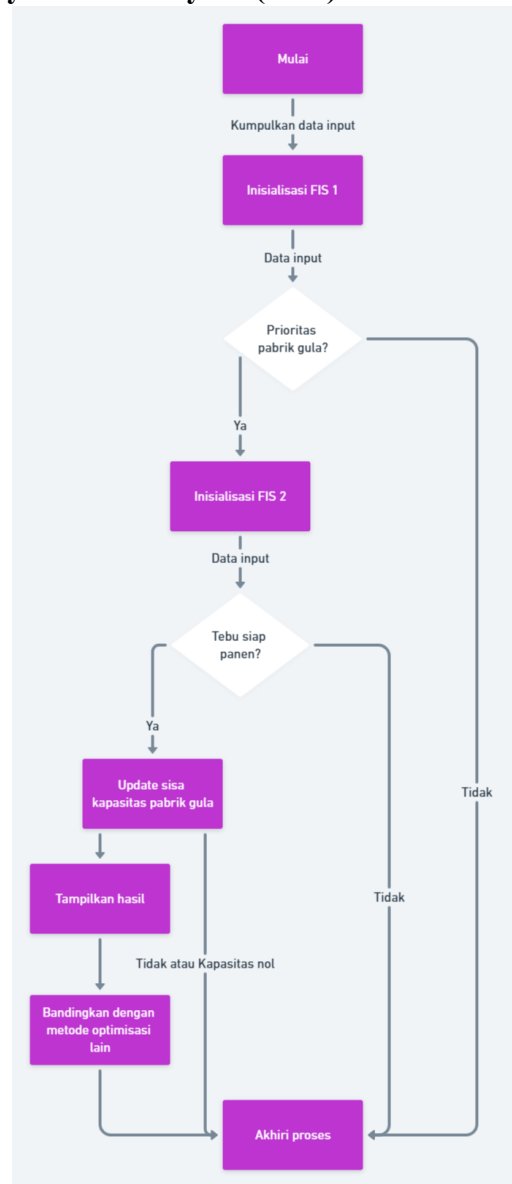 Mulai
Kumpulkan data input
Inisialisasi FIS 1
Data input
Prioritas
pabrik gula?
Ya
Inisialisasi FIS 2
Data input
Tebu siap
panen?
Ya
Update sisa
kapasitas pabrik gula
Tidak
Tampilkan hasil
Tidak
Tidak atau Kapasitas nol
Bandingkan dengan
metode optimisasi
lain
Akhiri proses